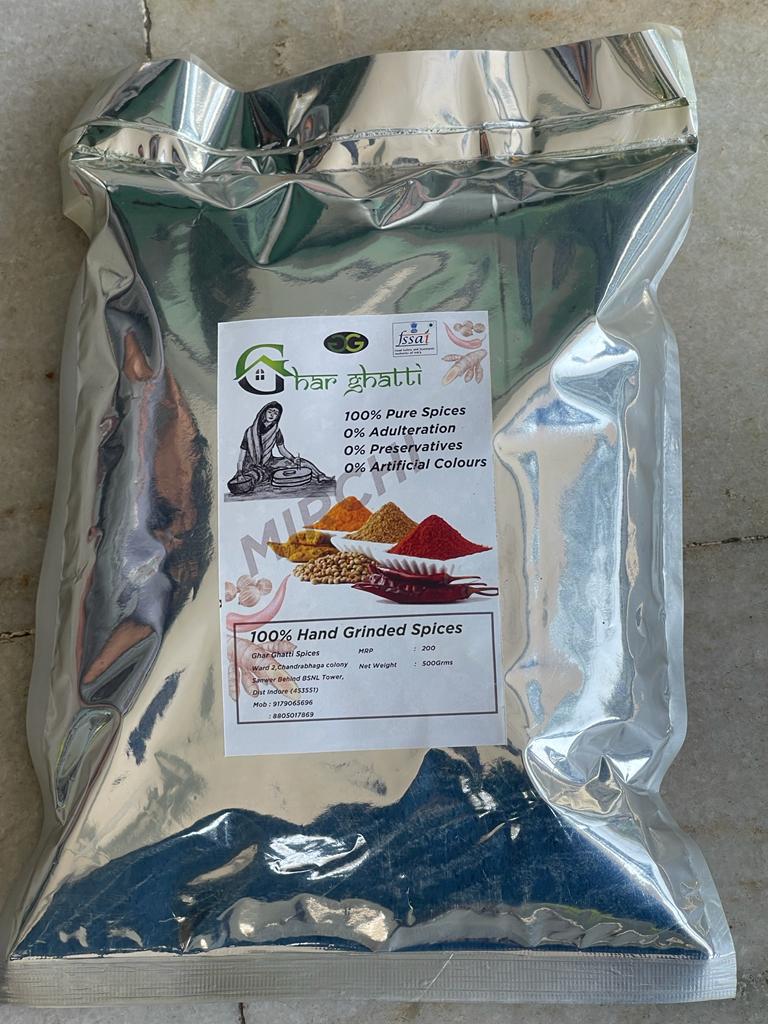 GG
fssai
Ghar Ghatti
100% Pure Spices
0% Adulteration
0% Preservatives
0% Artificial Colours
MIRCHI
100% Hand Grinded Spices
Ghar Ghatti Spices
Ward 2,Chandrabhaga colony
Sanwer Behind BSNL Tower,
Dist Indore (453551)
Mob : 9179065696
: 8805017869
MRP : 200
Net Weight : 500Grms